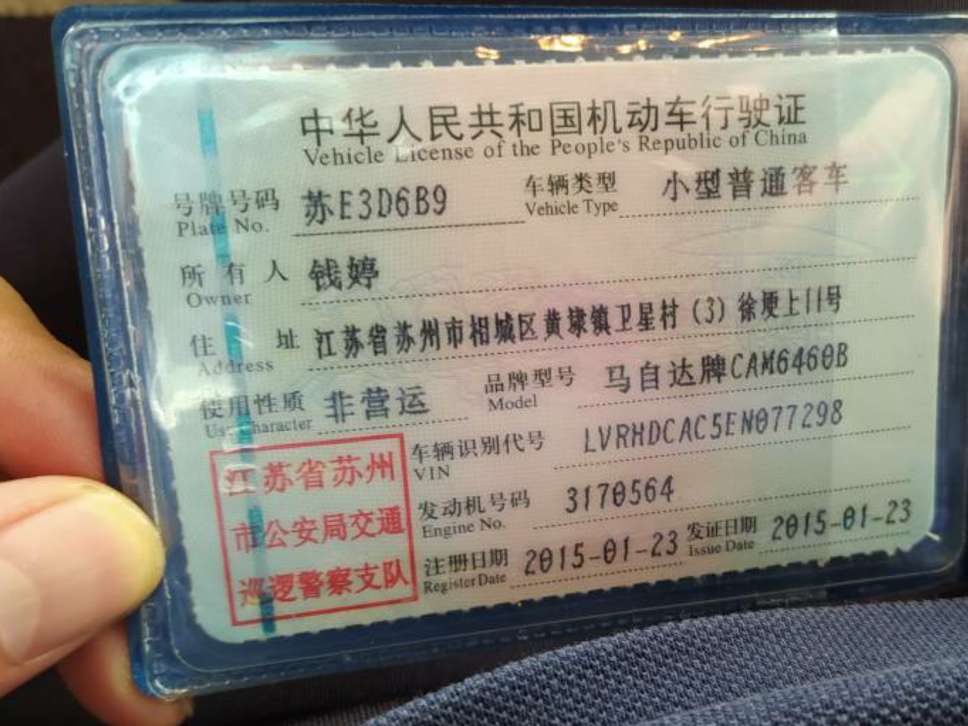 中华人民共和国机动车行驶证
Vehicle License of the People's Republic of China
号牌号码 苏E3D6B9 车辆类型 小型普通客车
Plate No. Vehicle Type
所有人 钱婷
Owner
住址 江苏省苏州市相城区黄埭镇卫星村(3)徐埂上11号
Address
使用性质 非营运 品牌型号 马自达牌CAM6460B
Use Character Model
江苏省苏州
市公安局交通
巡逻警察支队
车辆识别代号 LVRHDCAC5EN077298
VIN
发动机号码 3170564
Engine No.
注册日期 2015-01-23 发证日期 2015-01-23
Register Date Issue Date